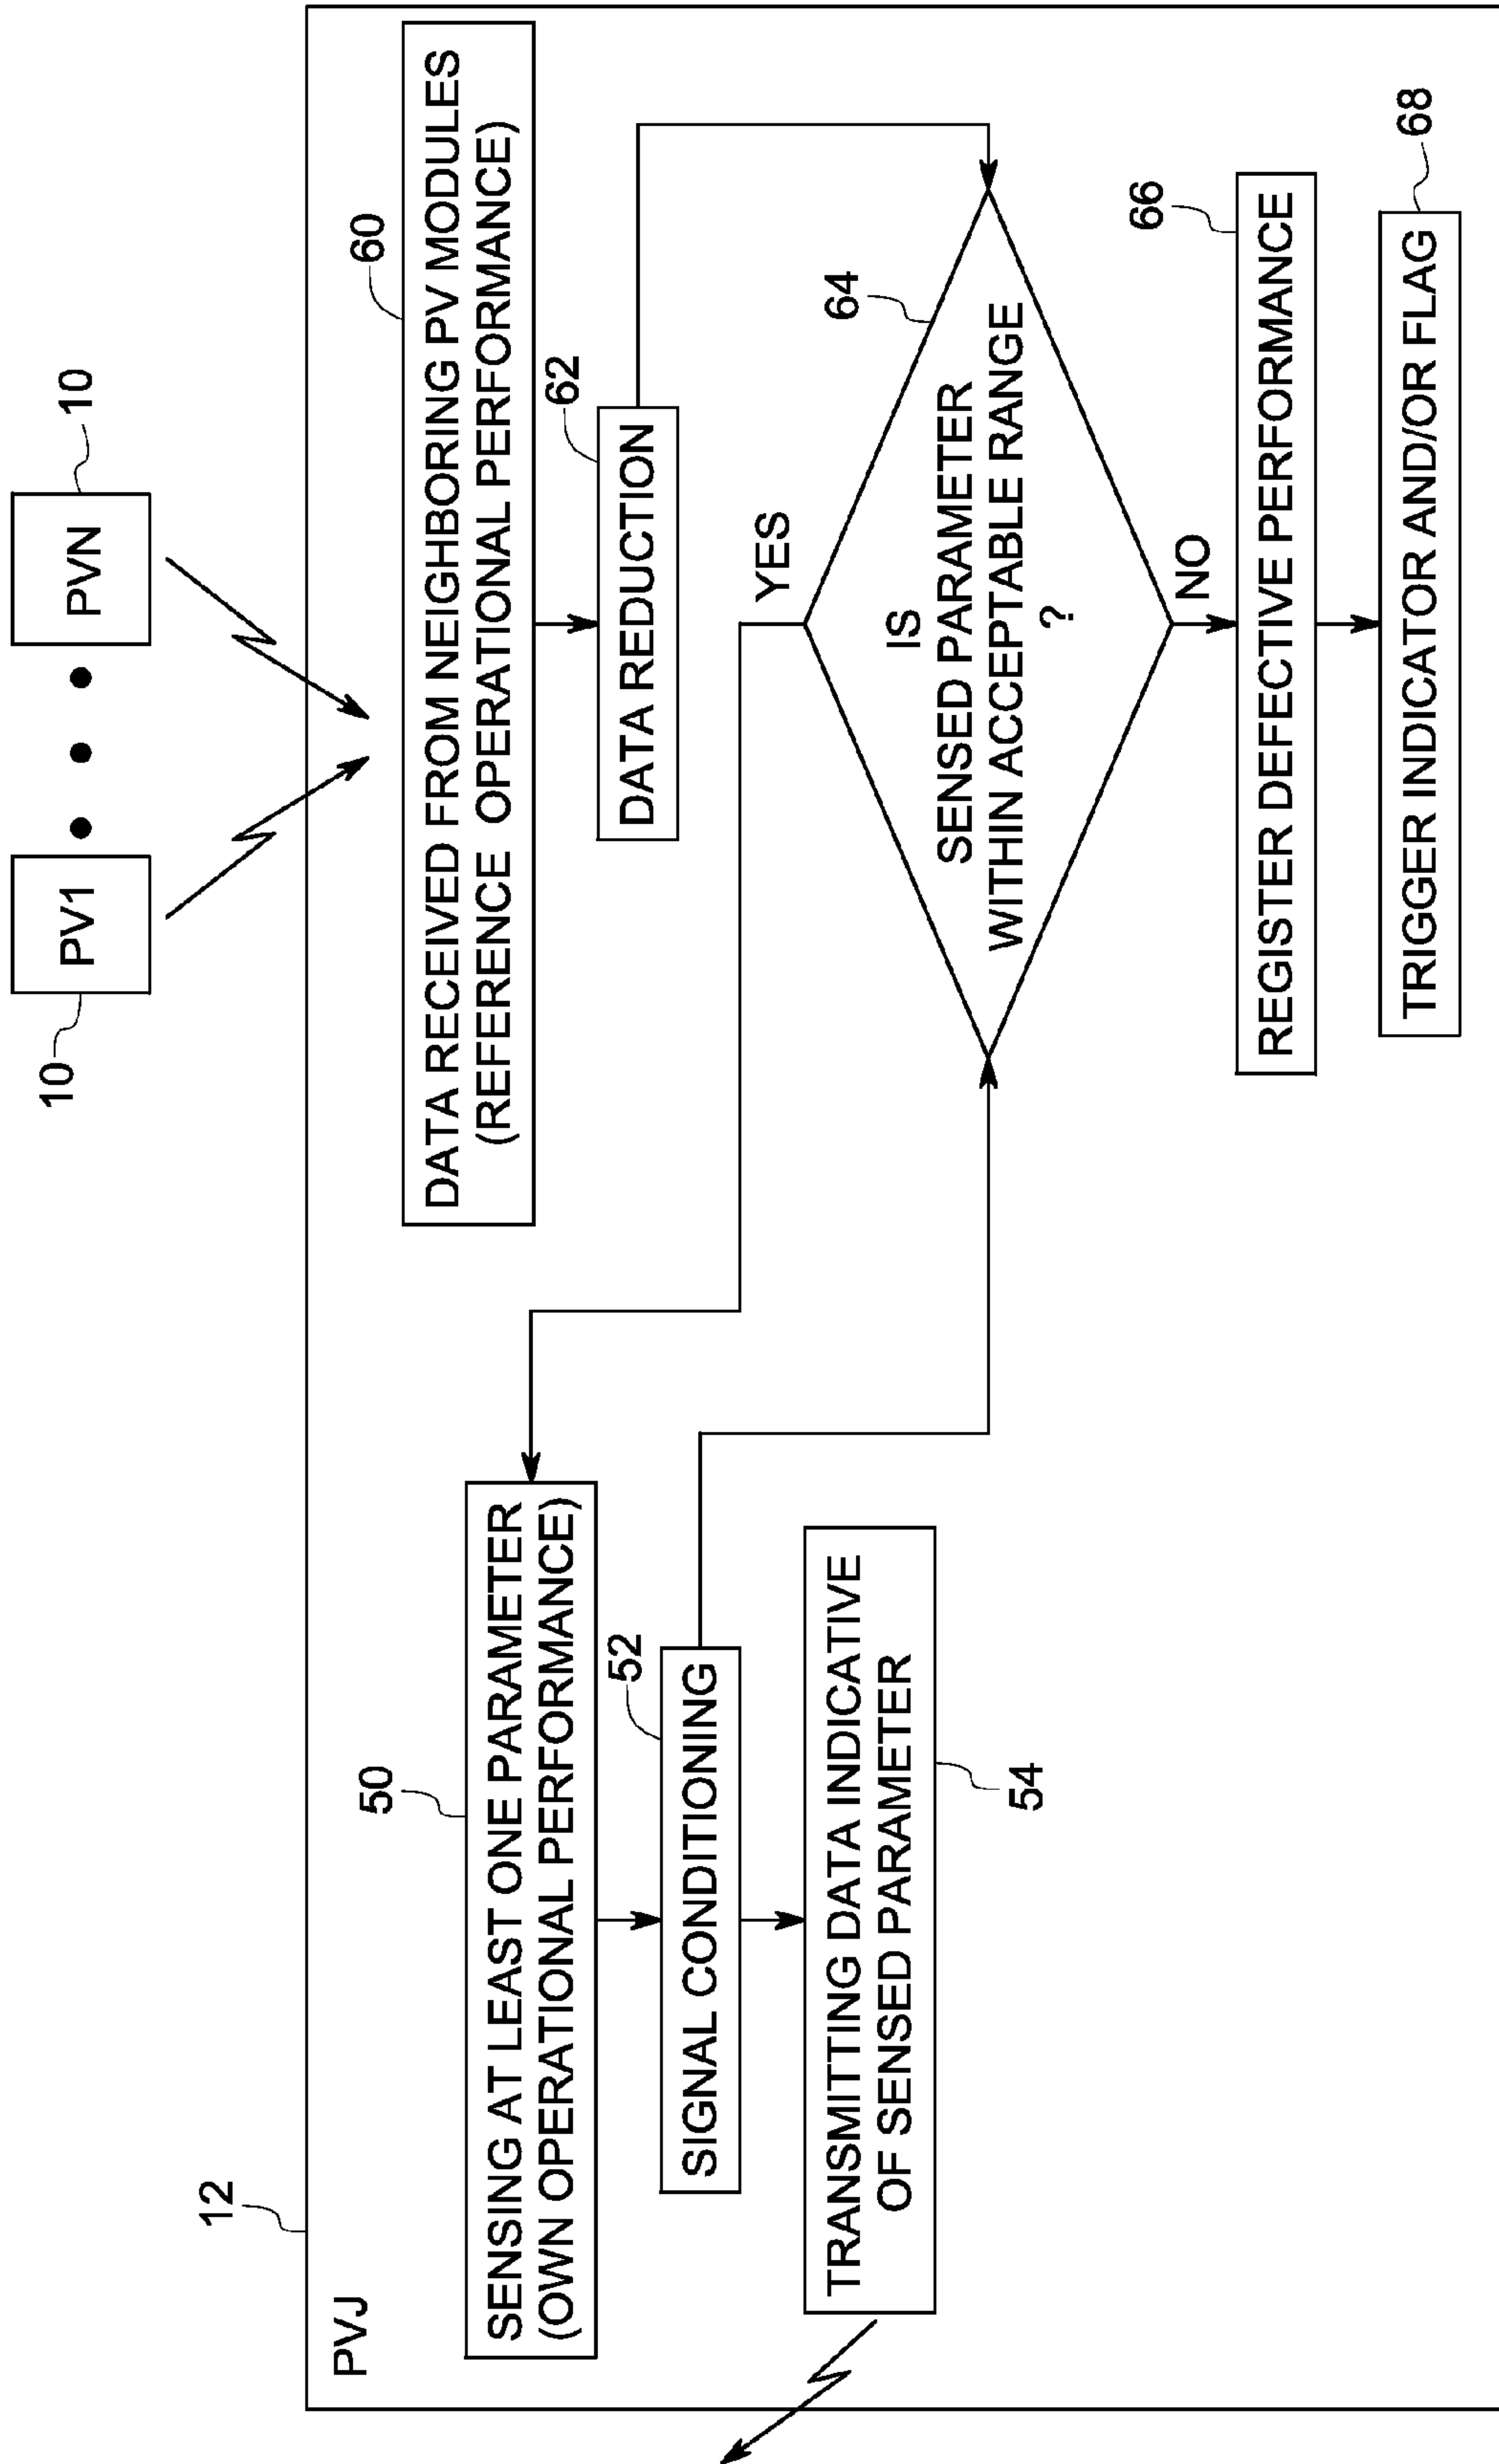 10
PV1
PVN
10
12
PVJ
50
SENSING AT LEAST ONE PARAMETER
(OWN OPERATIONAL PERFORMANCE)
52
SIGNAL CONDITIONING
TRANSMITTING DATA INDICATIVE
OF SENSED PARAMETER
54
60
DATA RECEIVED FROM NEIGHBORING PV MODULES
(REFERENCE OPERATIONAL PERFORMANCE)
62
DATA REDUCTION
YES
64
IS
SENSED PARAMETER
WITHIN ACCEPTABLE RANGE
?
NO
66
REGISTER DEFECTIVE PERFORMANCE
TRIGGER INDICATOR AND/OR FLAG
68